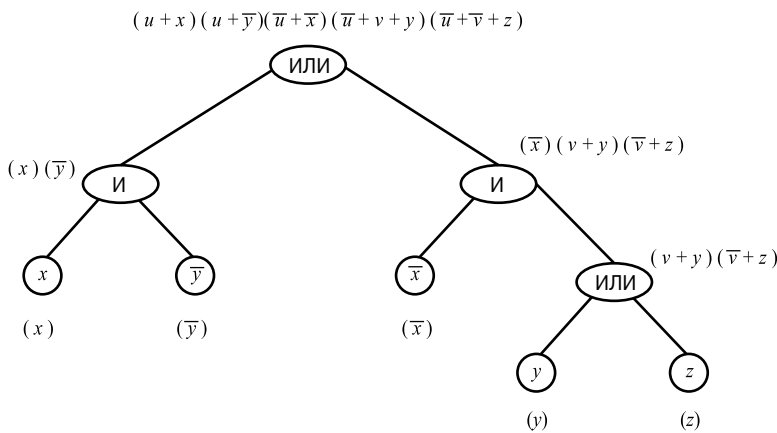 (u + x) (u + y̅)(u̅ + x̅) (u̅ + v + y) (u̅ + v̅ + z)
ИЛИ
(x̅) (v + y) (v̅ + z)
(x) (y̅)
И
И
(v + y) (v̅ + z)
x
y̅
x̅
ИЛИ
(x)
(y̅)
(x̅)
y
z
(y)
(z)